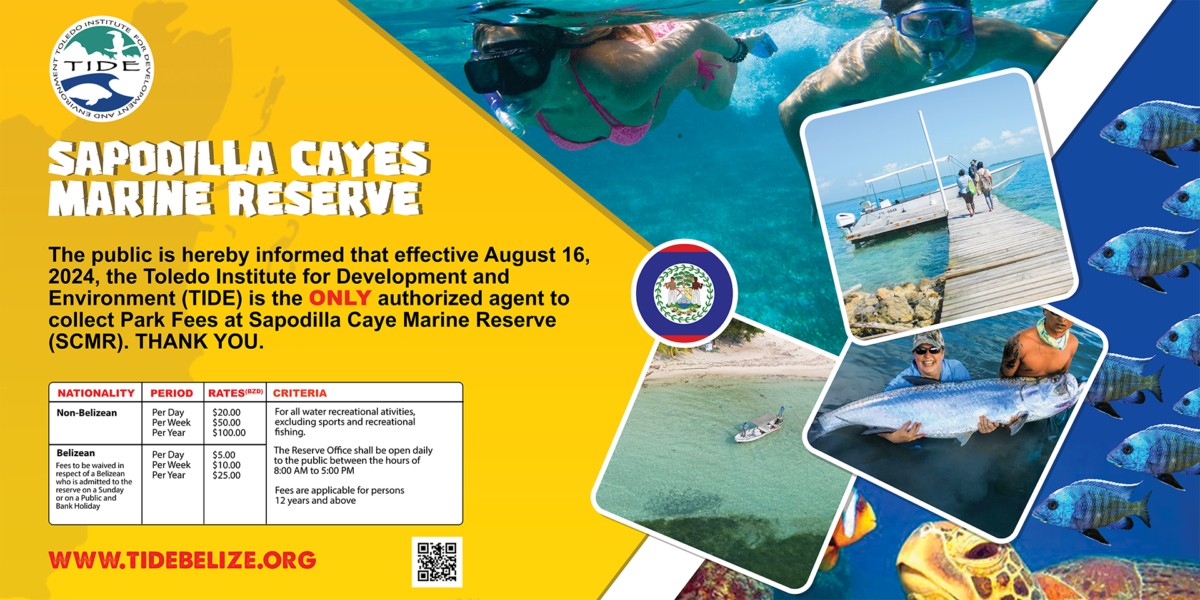 TOLEDO INSTITUTE FOR DEVELOPMENT AND ENVIRONMENT
TIDE
SAPODILLA CAYES
MARINE RESERVE
The public is hereby informed that effective August 16,
2024, the Toledo Institute for Development and
Environment (TIDE) is the ONLY authorized agent to
collect Park Fees at Sapodilla Caye Marine Reserve
(SCMR). THANK YOU.
NATIONALITY PERIOD RATES(BZD) CRITERIA
Non-Belizean
Per Day $20.00
Per Week $50.00
Per Year $100.00
For all water recreational ativities,
excluding sports and recreational
fishing.
Belizean
Fees to be waived in
respect of a Belizean
who is admitted to the
reserve on a Sunday
or on a Public and
Bank Holiday
Per Day $5.00
Per Week $10.00
Per Year $25.00
The Reserve Office shall be open daily
to the public between the hours of
8:00 AM to 5:00 PM
Fees are applicable for persons
12 years and above
WWW.TIDEBELIZE.ORG